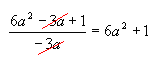 (6a² − 3a + 1) / (−3a) = 6a² + 1